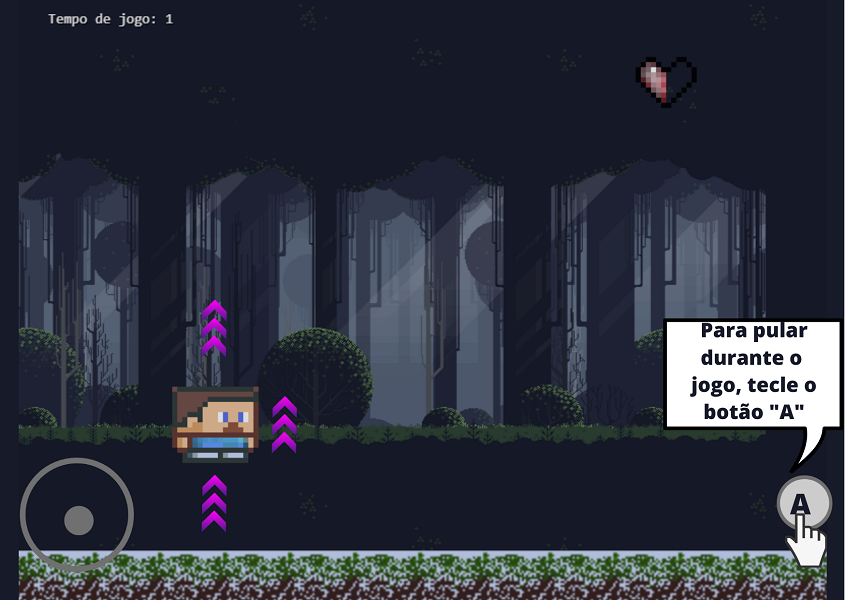 Tempo de jogo: 1
Para pular
durante o
jogo, tecle o
botão "A"
A